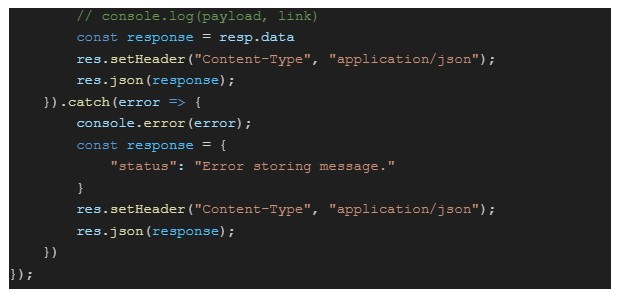 // console.log(payload, link)
        const response = resp.data
        res.setHeader("Content-Type", "application/json");
        res.json(response);
    }).catch(error => {
        console.error(error);
        const response = {
            "status": "Error storing message."
        }
        res.setHeader("Content-Type", "application/json");
        res.json(response);
    })
});